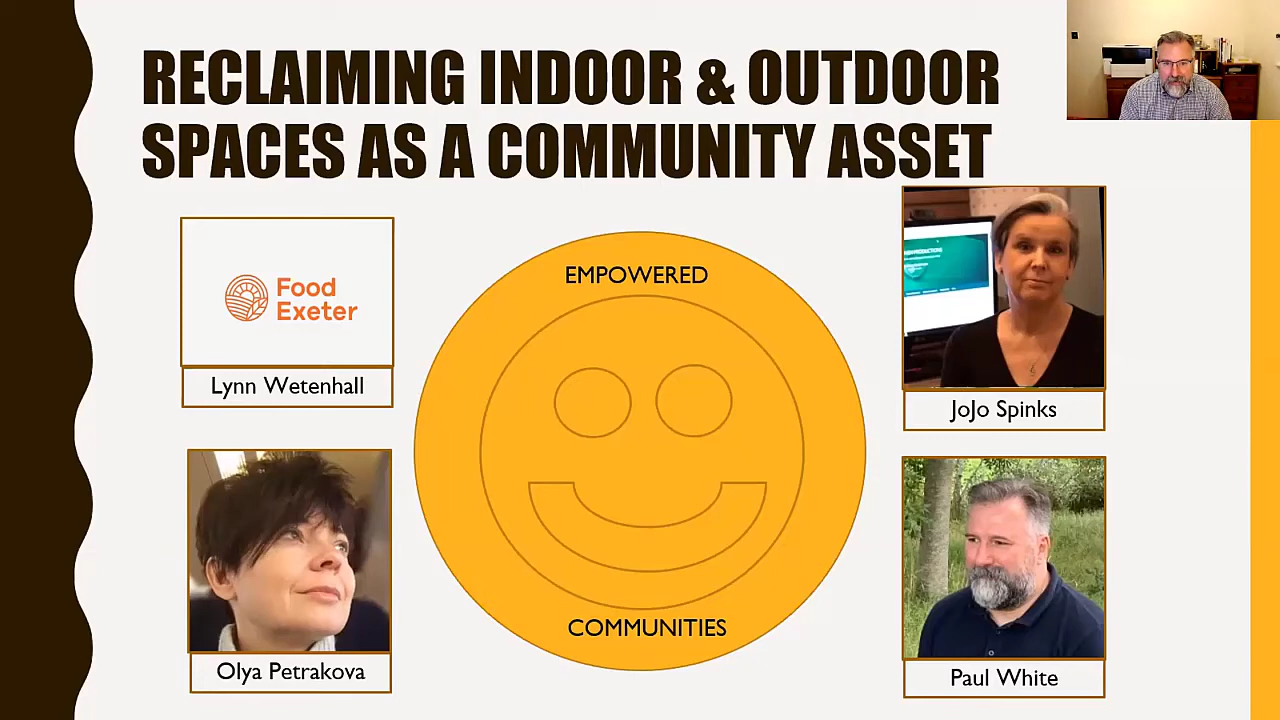 RECLAIMING INDOOR & OUTDOOR
SPACES AS A COMMUNITY ASSET
Food
Exeter
Lynn Wetenhall
EMPOWERED
COMMUNITIES
JoJo Spinks
Olya Petrakova
Paul White